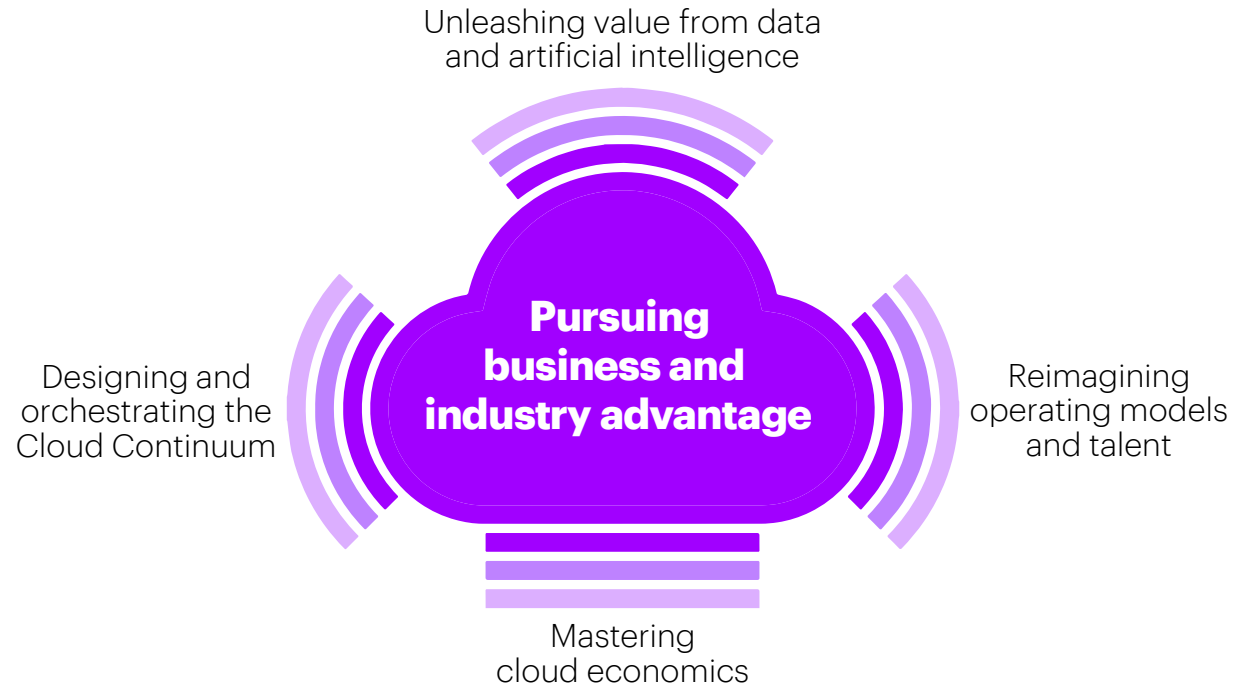 Unleashing value from data
and artificial intelligence
Pursuing
business and
industry advantage
Designing and
orchestrating the
Cloud Continuum
Reimagining
operating models
and talent
Mastering
cloud economics